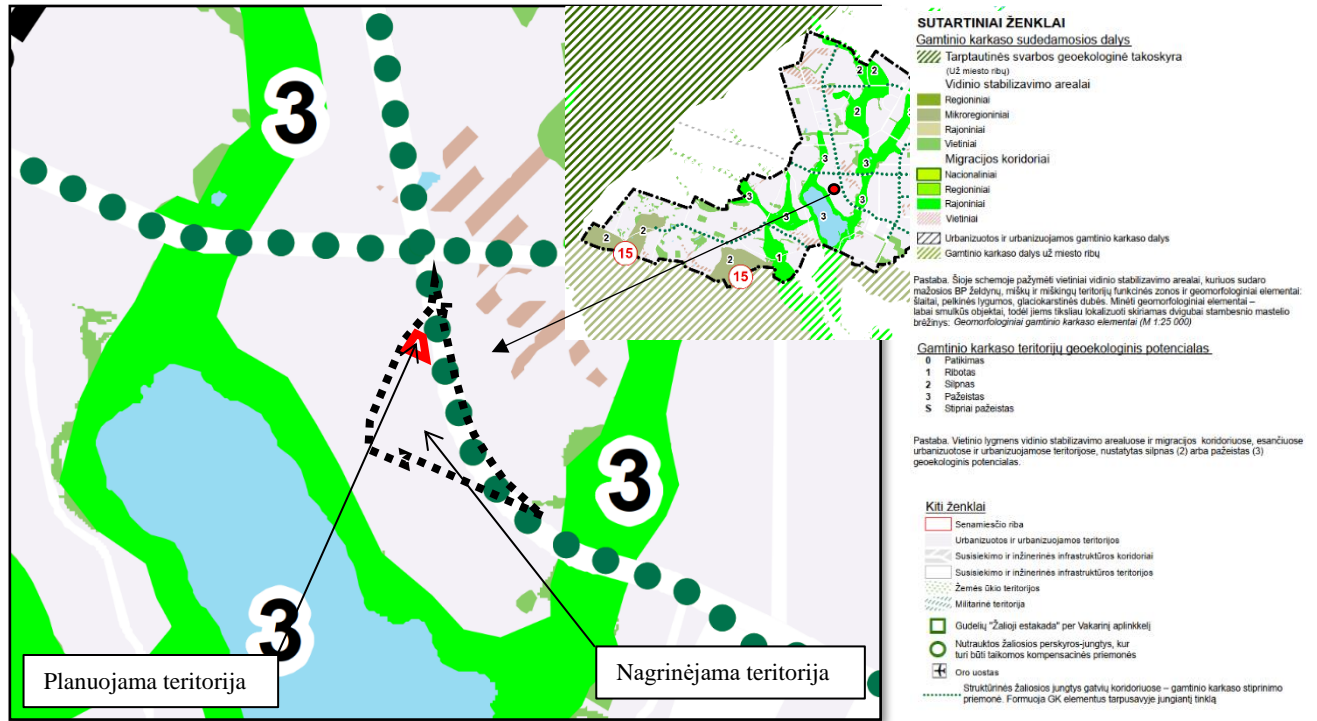 3
3
3
Planuojama teritorija
Nagrinėjama teritorija
2
2
2
2
3
3
3
3
3
3
2
2
2
1
15
15
SUTARTINIAI ŽENKLAI
Gamtinio karkaso sudedamosios dalys
Tarptautinės svarbos geoekologinė takoskyra
(Už miesto ribų)
Vidinio stabilizavimo arealai
Regioniniai
Mikroregioniniai
Rajoniniai
Vietiniai
Migracijos koridoriai
Nacionaliniai
Regioniniai
Rajoniniai
Vietiniai
Urbanizuotos ir urbanizuojamos gamtinio karkaso dalys
Gamtinio karkaso dalys už miesto ribų
Pastaba. Šioje schemoje pažymėti vietiniai vidinio stabilizavimo arealai, kuriuos sudaro
mažosios BP želdynų, miškų ir miškingų teritorijų funkcinės zonos ir geomorfologiniai elementai:
šlaitai, pelkinės lygumos, glaciokarstinės dubės. Minėti geomorfologiniai elementai –
labai smulkūs objektai, todėl jiems tiksliau lokalizuoti skiriamas dvigubai stambesnio mastelio
brėžinys: Geomorfologiniai gamtinio karkaso elementai (M 1:25 000)
Gamtinio karkaso teritorijų geoekologinis potencialas
0 Patikimas
1 Ribotas
2 Silpnas
3 Pažeistas
S Stipriai pažeistas
Pastaba. Vietinio lygmens vidinio stabilizavimo arealuose ir migracijos koridoriuose, esančiuose
urbanizuotose ir urbanizuojamose teritorijose, nustatytas silpnas (2) arba pažeistas (3)
geoekologinis potencialas.
Kiti ženklai
Senamiesčio riba
Urbanizuotos ir urbanizuojamos teritorijos
Susisiekimo ir inžinerinės infrastruktūros koridoriai
Susisiekimo ir inžinerinės infrastruktūros teritorijos
Žemės ūkio teritorijos
Militarinė teritorija
Gudelių "Žalioji estakada" per Vakarinį aplinkkelį
Nutrauktos žaliosios perskyros-jungtys, kur
turi būti taikomos kompensacinės priemonės
Oro uostas
Struktūrinės žaliosios jungtys gatvių koridoriuose – gamtinio karkaso stiprinimo
priemonė. Formuoja GK elementus tarpusavyje jungiantį tinklą